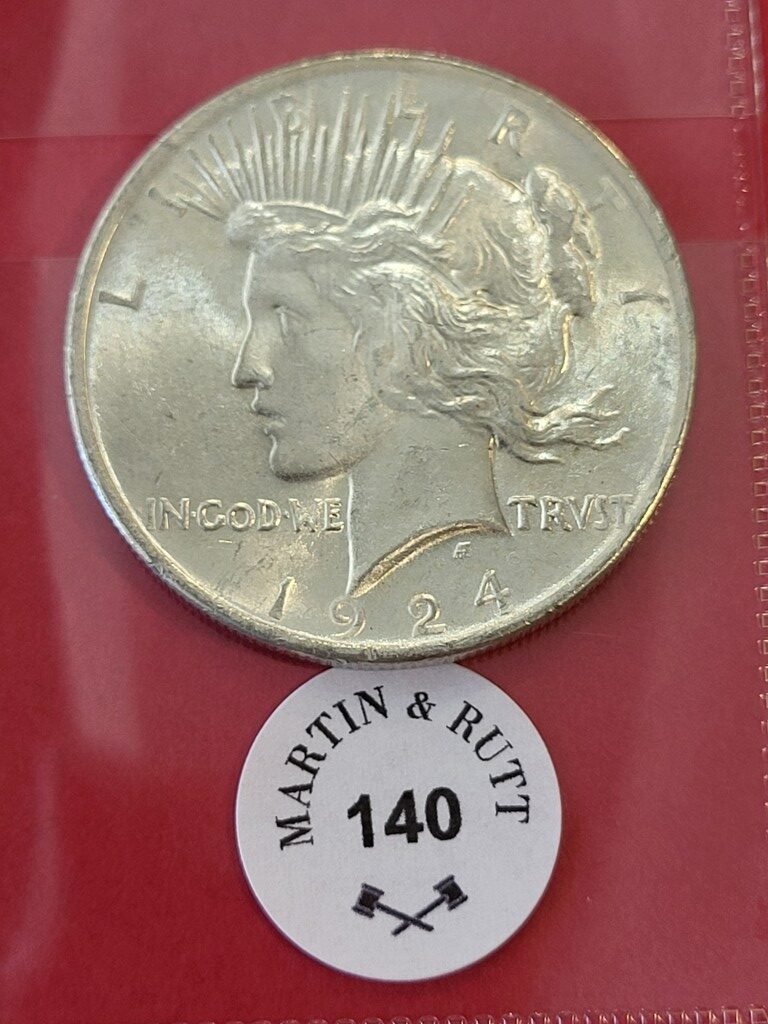 LIBERTY
IN·GOD·WE TRVST
1924
MARTIN & RUTT
140